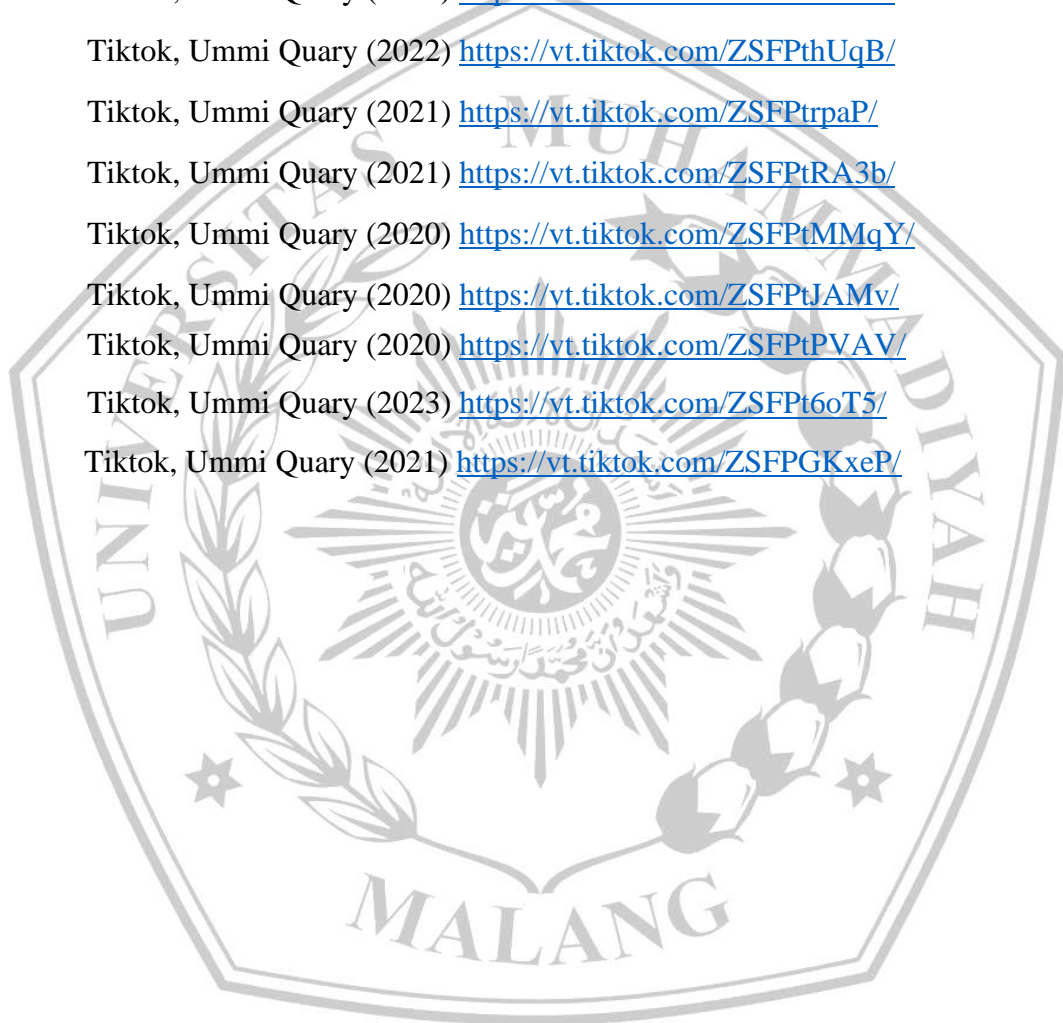 Tiktok, Ummi Quary (2022) https://vt.tiktok.com/ZSFPthUqB/
Tiktok, Ummi Quary (2021) https://vt.tiktok.com/ZSFPtrpaP/
Tiktok, Ummi Quary (2021) https://vt.tiktok.com/ZSFPtRA3b/
Tiktok, Ummi Quary (2020) https://vt.tiktok.com/ZSFPtMMqY/
Tiktok, Ummi Quary (2020) https://vt.tiktok.com/ZSFPtJAMv/
Tiktok, Ummi Quary (2020) https://vt.tiktok.com/ZSFPtPVAV/
Tiktok, Ummi Quary (2023) https://vt.tiktok.com/ZSFPt6oT5/
Tiktok, Ummi Quary (2021) https://vt.tiktok.com/ZSFPGKxeP/
UNIVERSITAS MUHAMMADIYAH
MALANG